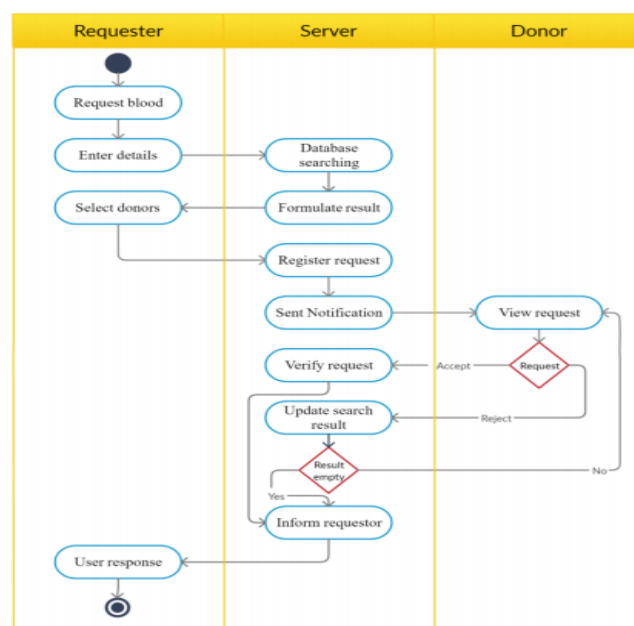 Requester
Server
Donor
Request blood
Enter details
Database
searching
Select donors
Formulate result
Register request
Sent Notification
View request
Verify request
Accept
Request
Update search
result
Reject
Result
empty
No
Yes
Inform requestor
User response